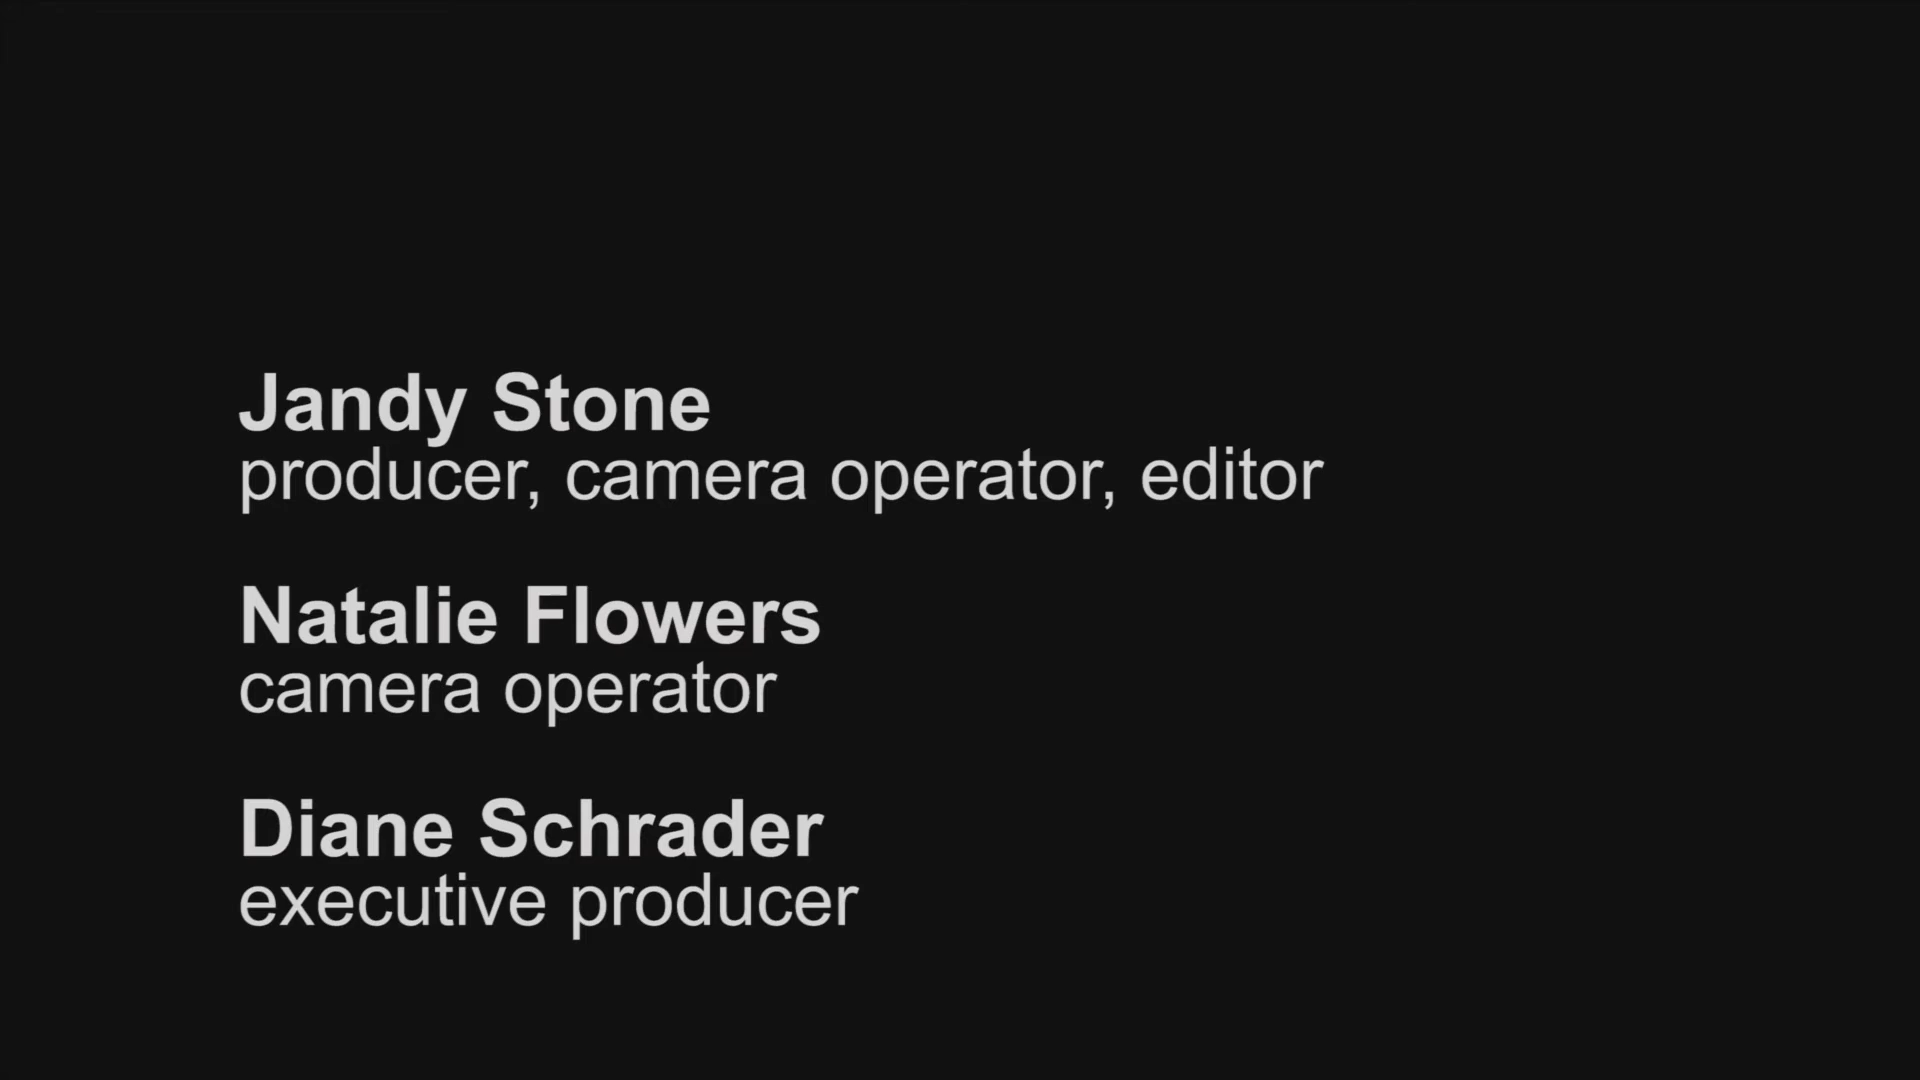 Jandy Stone
producer, camera operator, editor
Natalie Flowers
camera operator
Diane Schrader
executive producer